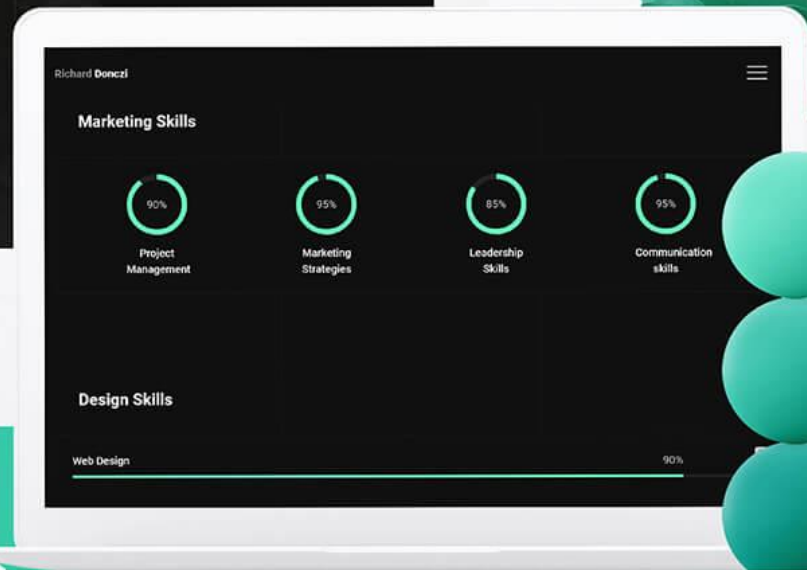 Richard Donczi
Marketing Skills
90%
95%
85%
95%
Project
Management
Marketing
Strategies
Leadership
Skills
Communication
skills
Design Skills
Web Design
90%